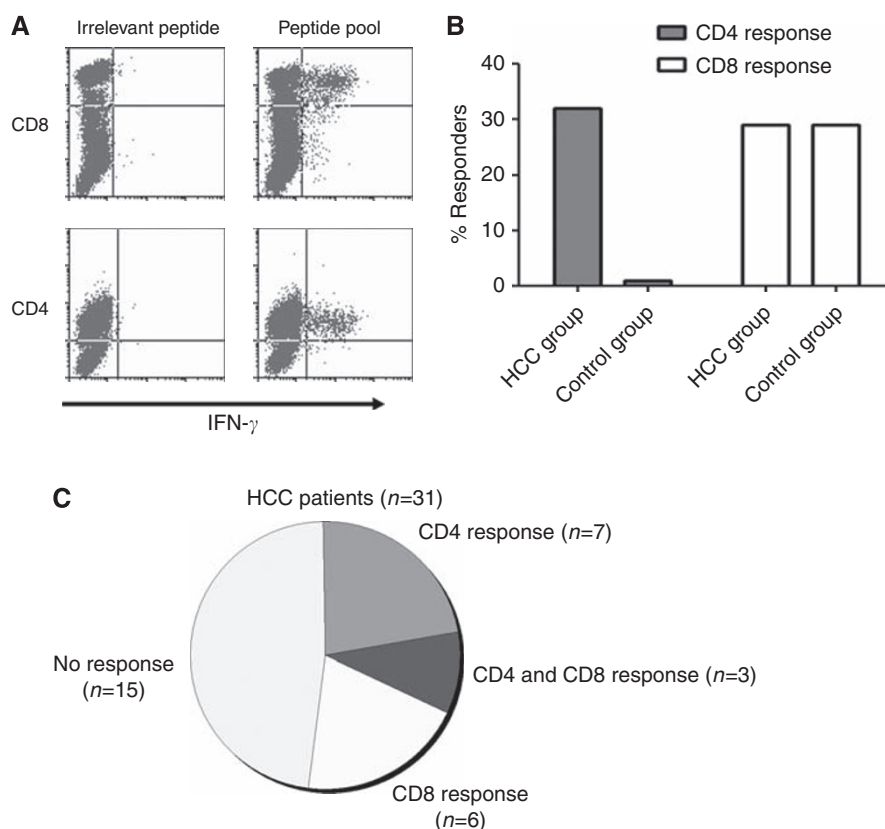 A
Irrelevant peptide
Peptide pool
CD8
CD4
IFN-γ
B
CD4 response
CD8 response
40
30
20
10
0
% Responders
HCC group
Control group
HCC group
Control group
C
HCC patients (n=31)
CD4 response (n=7)
CD4 and CD8 response (n=3)
CD8 response
(n=6)
No response
(n=15)